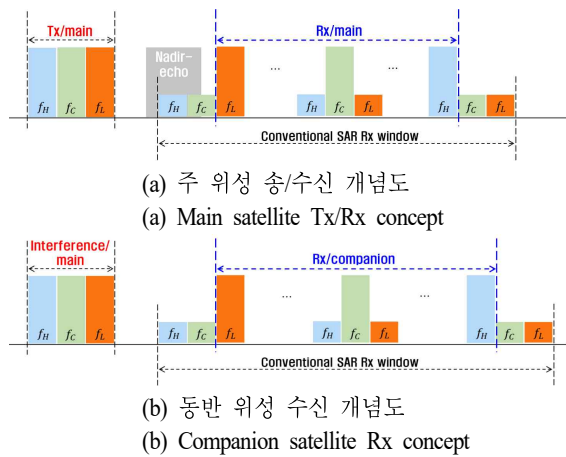 Tx/main
Rx/main
Nadir-
echo
... ...
f_H f_C f_L f_H f_C f_L f_H f_C f_L f_H f_C f_L
Conventional SAR Rx window
(a) 주 위성 송/수신 개념도
(a) Main satellite Tx/Rx concept
Interference/
main
Rx/companion
... ...
f_H f_C f_L f_H f_C f_L f_H f_C f_L f_H f_C f_L
Conventional SAR Rx window
(b) 동반 위성 수신 개념도
(b) Companion satellite Rx concept